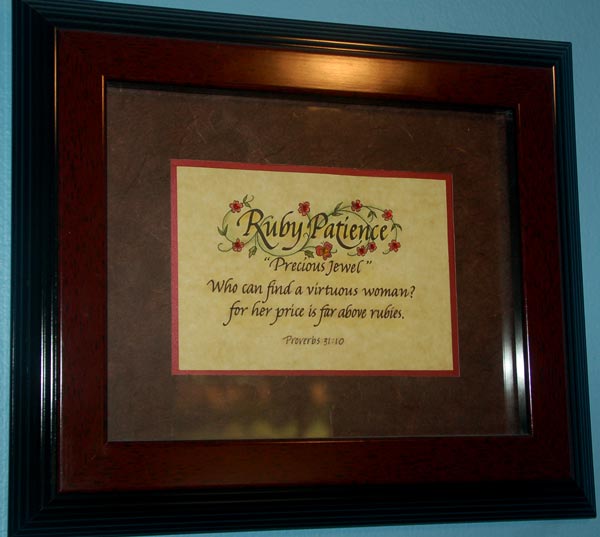 Ruby Patience
"Precious Jewel"
Who can find a virtuous woman?
for her price is far above rubies.
Proverbs 31:10